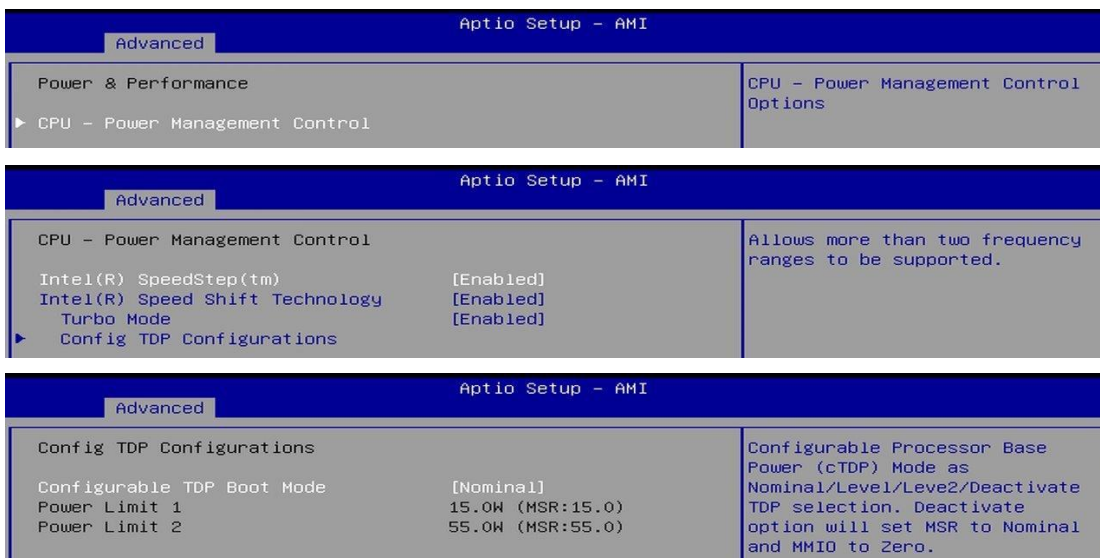 Aptio Setup – AMI
Advanced
Power & Performance
CPU – Power Management Control
CPU – Power Management Control
Options
Aptio Setup – AMI
Advanced
CPU – Power Management Control
Intel(R) SpeedStep(tm) [Enabled]
Intel(R) Speed Shift Technology [Enabled]
Turbo Mode [Enabled]
Config TDP Configurations
Allows more than two frequency
ranges to be supported.
Aptio Setup – AMI
Advanced
Config TDP Configurations
Configurable TDP Boot Mode [Nominal]
Power Limit 1 15.0W (MSR:15.0)
Power Limit 2 55.0W (MSR:55.0)
Configurable Processor Base
Power (cTDP) Mode as
Nominal/Level/Leve2/Deactivate
TDP selection. Deactivate
option will set MSR to Nominal
and MMIO to Zero.